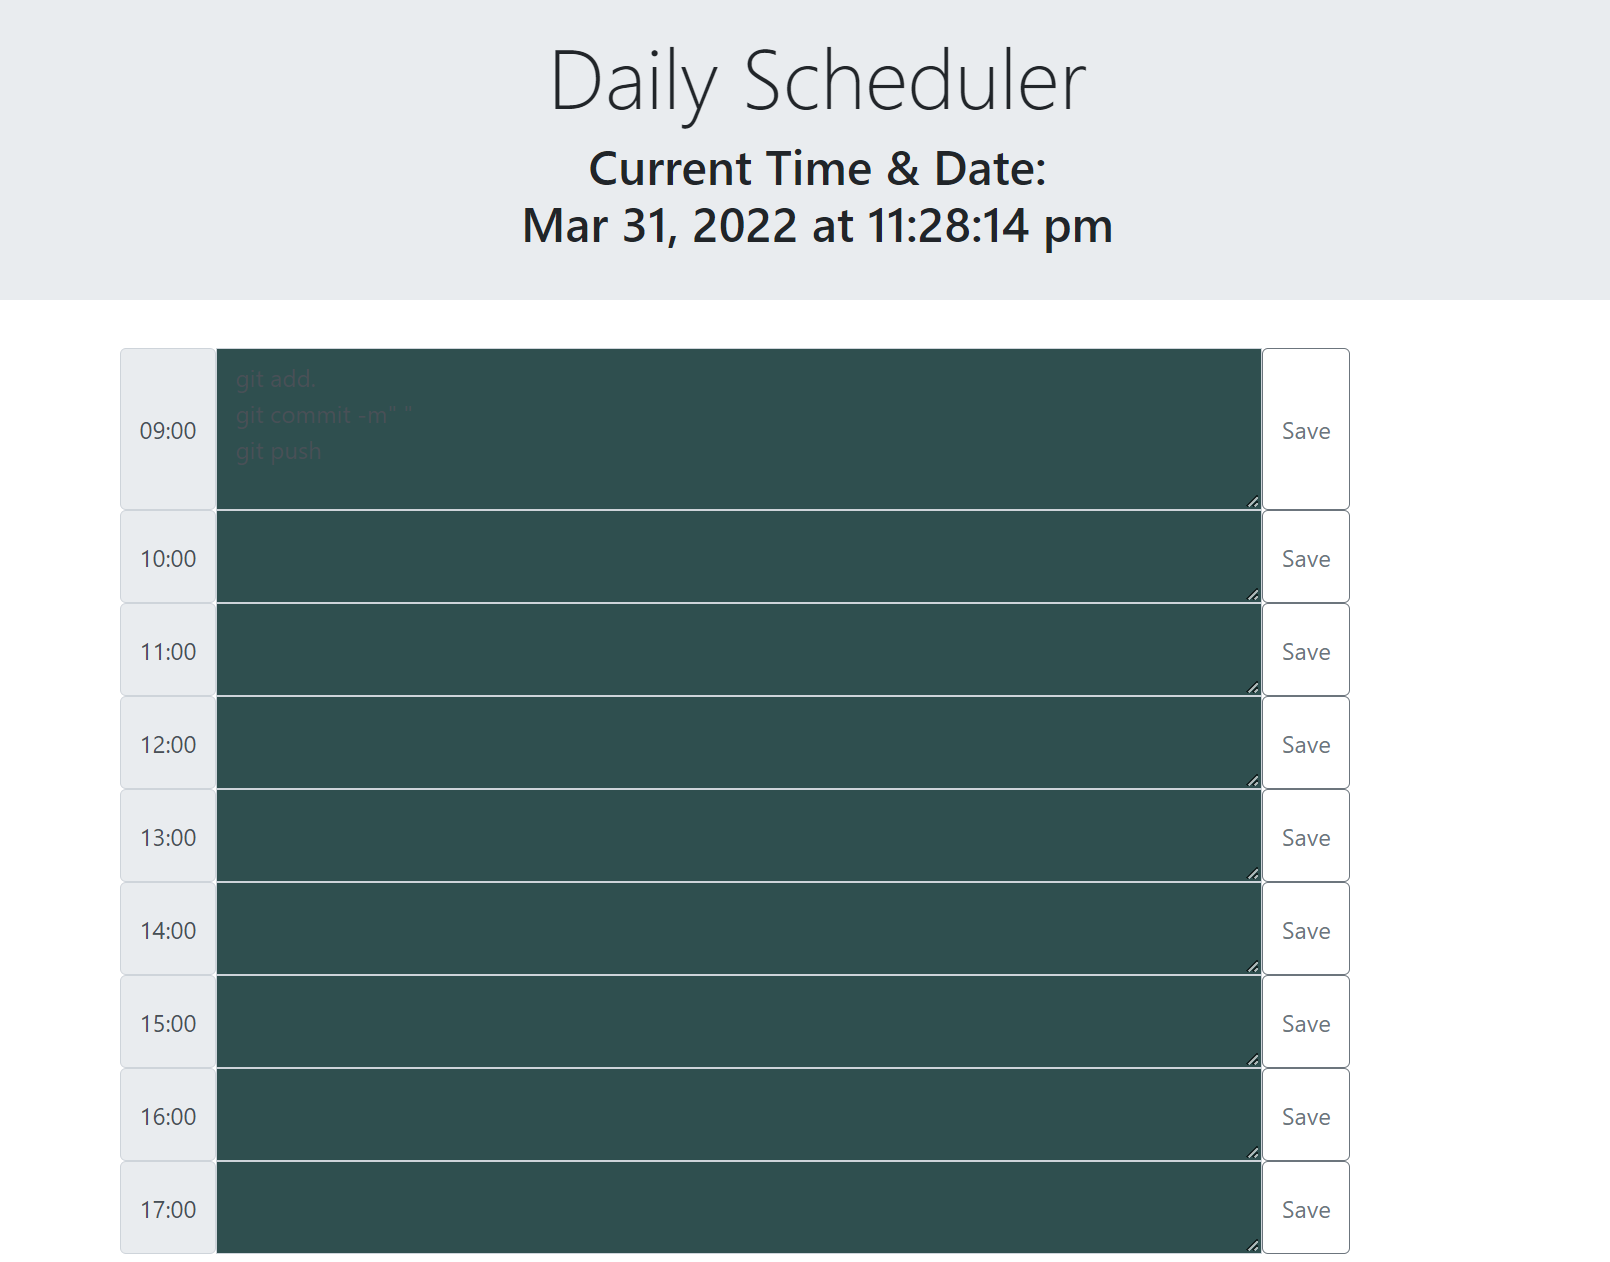 Daily Scheduler
Current Time & Date:
Mar 31, 2022 at 11:28:14 pm
09:00
git add.
git commit -m" "
git push
Save
10:00
Save
11:00
Save
12:00
Save
13:00
Save
14:00
Save
15:00
Save
16:00
Save
17:00
Save